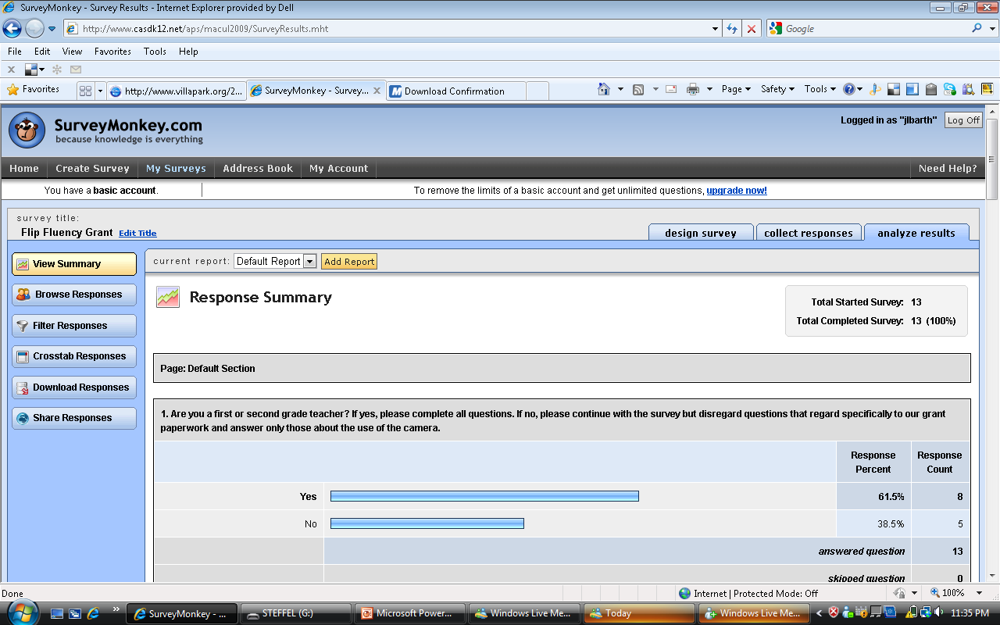 SurveyMonkey - Survey Results - Internet Explorer provided by Dell
http://www.casdk12.net/aps/macul2009/SurveyResults.mht
Google
File Edit View Favorites Tools Help
Favorites
http://www.villapark.org/2...
SurveyMonkey - Survey...
Download Confirmation
Page Safety Tools
SurveyMonkey.com
because knowledge is everything
Logged in as "jlbarth" Log Off
Home Create Survey My Surveys Address Book My Account Need Help?
You have a basic account. To remove the limits of a basic account and get unlimited questions, upgrade now!
survey title:
Flip Fluency Grant Edit Title
design survey collect responses analyze results
View Summary
Browse Responses
Filter Responses
Crosstab Responses
Download Responses
Share Responses
current report: Default Report Add Report
Response Summary
Total Started Survey: 13
Total Completed Survey: 13 (100%)
Page: Default Section
1. Are you a first or second grade teacher? If yes, please complete all questions. If no, please continue with the survey but disregard questions that regard specifically to our grant
paperwork and answer only those about the use of the camera.
Response Percent
Response Count
Yes 61.5% 8
No 38.5% 5
answered question 13
skipped question 0
Done Internet | Protected Mode: Off 100%
SurveyMonkey - ... STEFFEL (G:) Microsoft Power... Windows Live Me... Today Windows Live Me... 11:35 PM